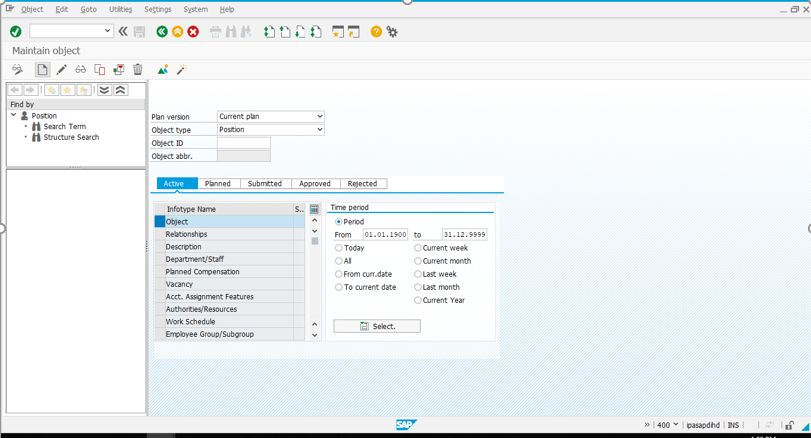 Object Edit Goto Utilities Settings System Help
Maintain object
Find by
Position
Search Term
Structure Search
Plan version Current plan
Object type Position
Object ID
Object abbr.
Active Planned Submitted Approved Rejected
Infotype Name S..
Object
Relationships
Description
Department/Staff
Planned Compensation
Vacancy
Acct. Assignment Features
Authorities/Resources
Work Schedule
Employee Group/Subgroup
Time period
Period
From 01.01.1900 to 31.12.9999
Today Current week
All Current month
From curr.date Last week
To current date Last month
Current Year
Select.
SAP
» 400 ipasapdihd INS